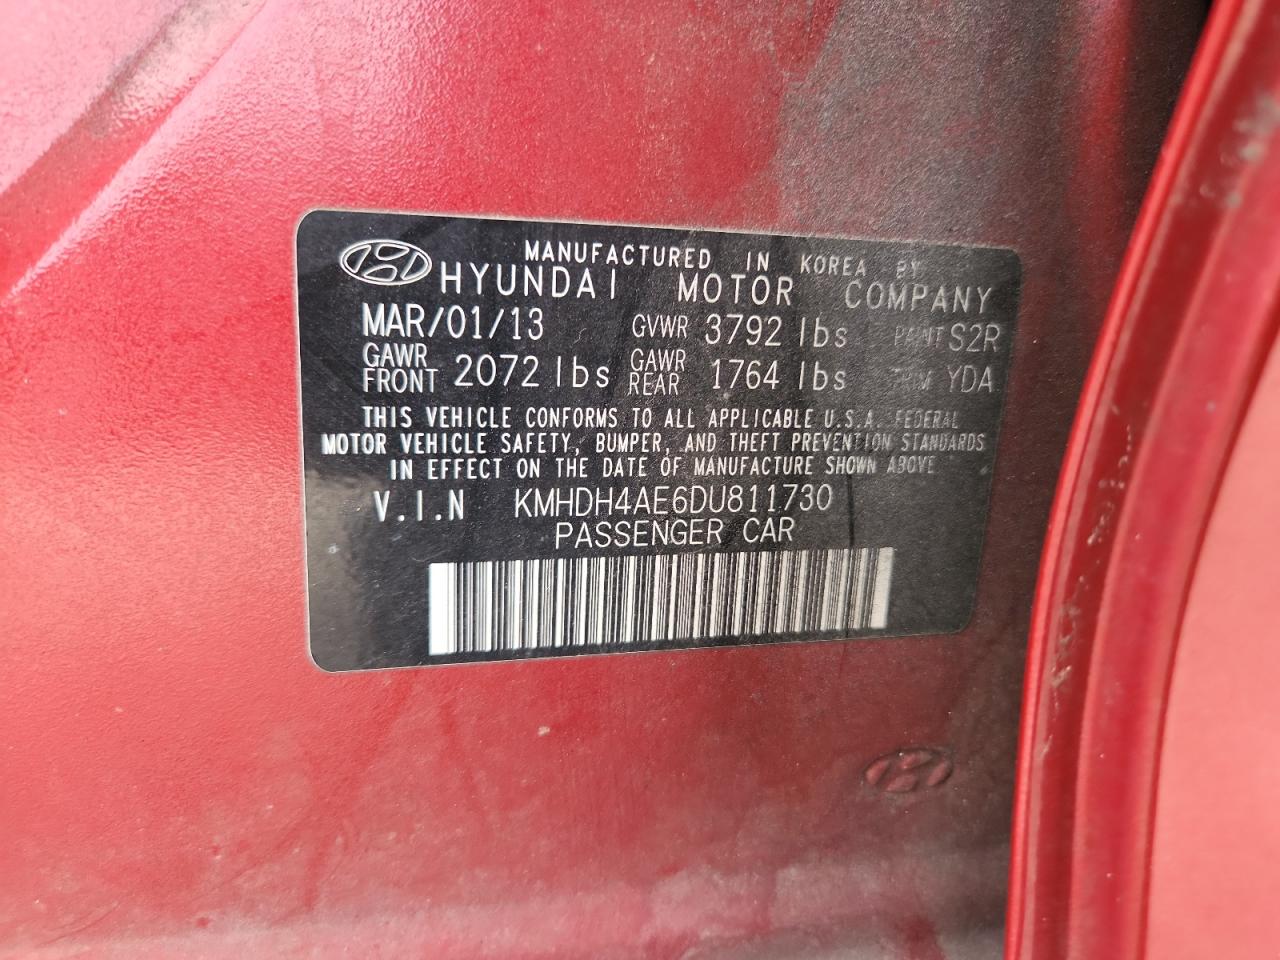 MANUFACTURED IN KOREA BY
HYUNDAI MOTOR COMPANY
MAR/01/13 GVWR 3792 lbs PAINT S2R
GAWR FRONT 2072 lbs GAWR REAR 1764 lbs TRIM YDA
THIS VEHICLE CONFORMS TO ALL APPLICABLE U.S.A. FEDERAL
MOTOR VEHICLE SAFETY, BUMPER, AND THEFT PREVENTION STANDARDS
IN EFFECT ON THE DATE OF MANUFACTURE SHOWN ABOVE
V.I.N KMHDH4AE6DU811730
PASSENGER CAR